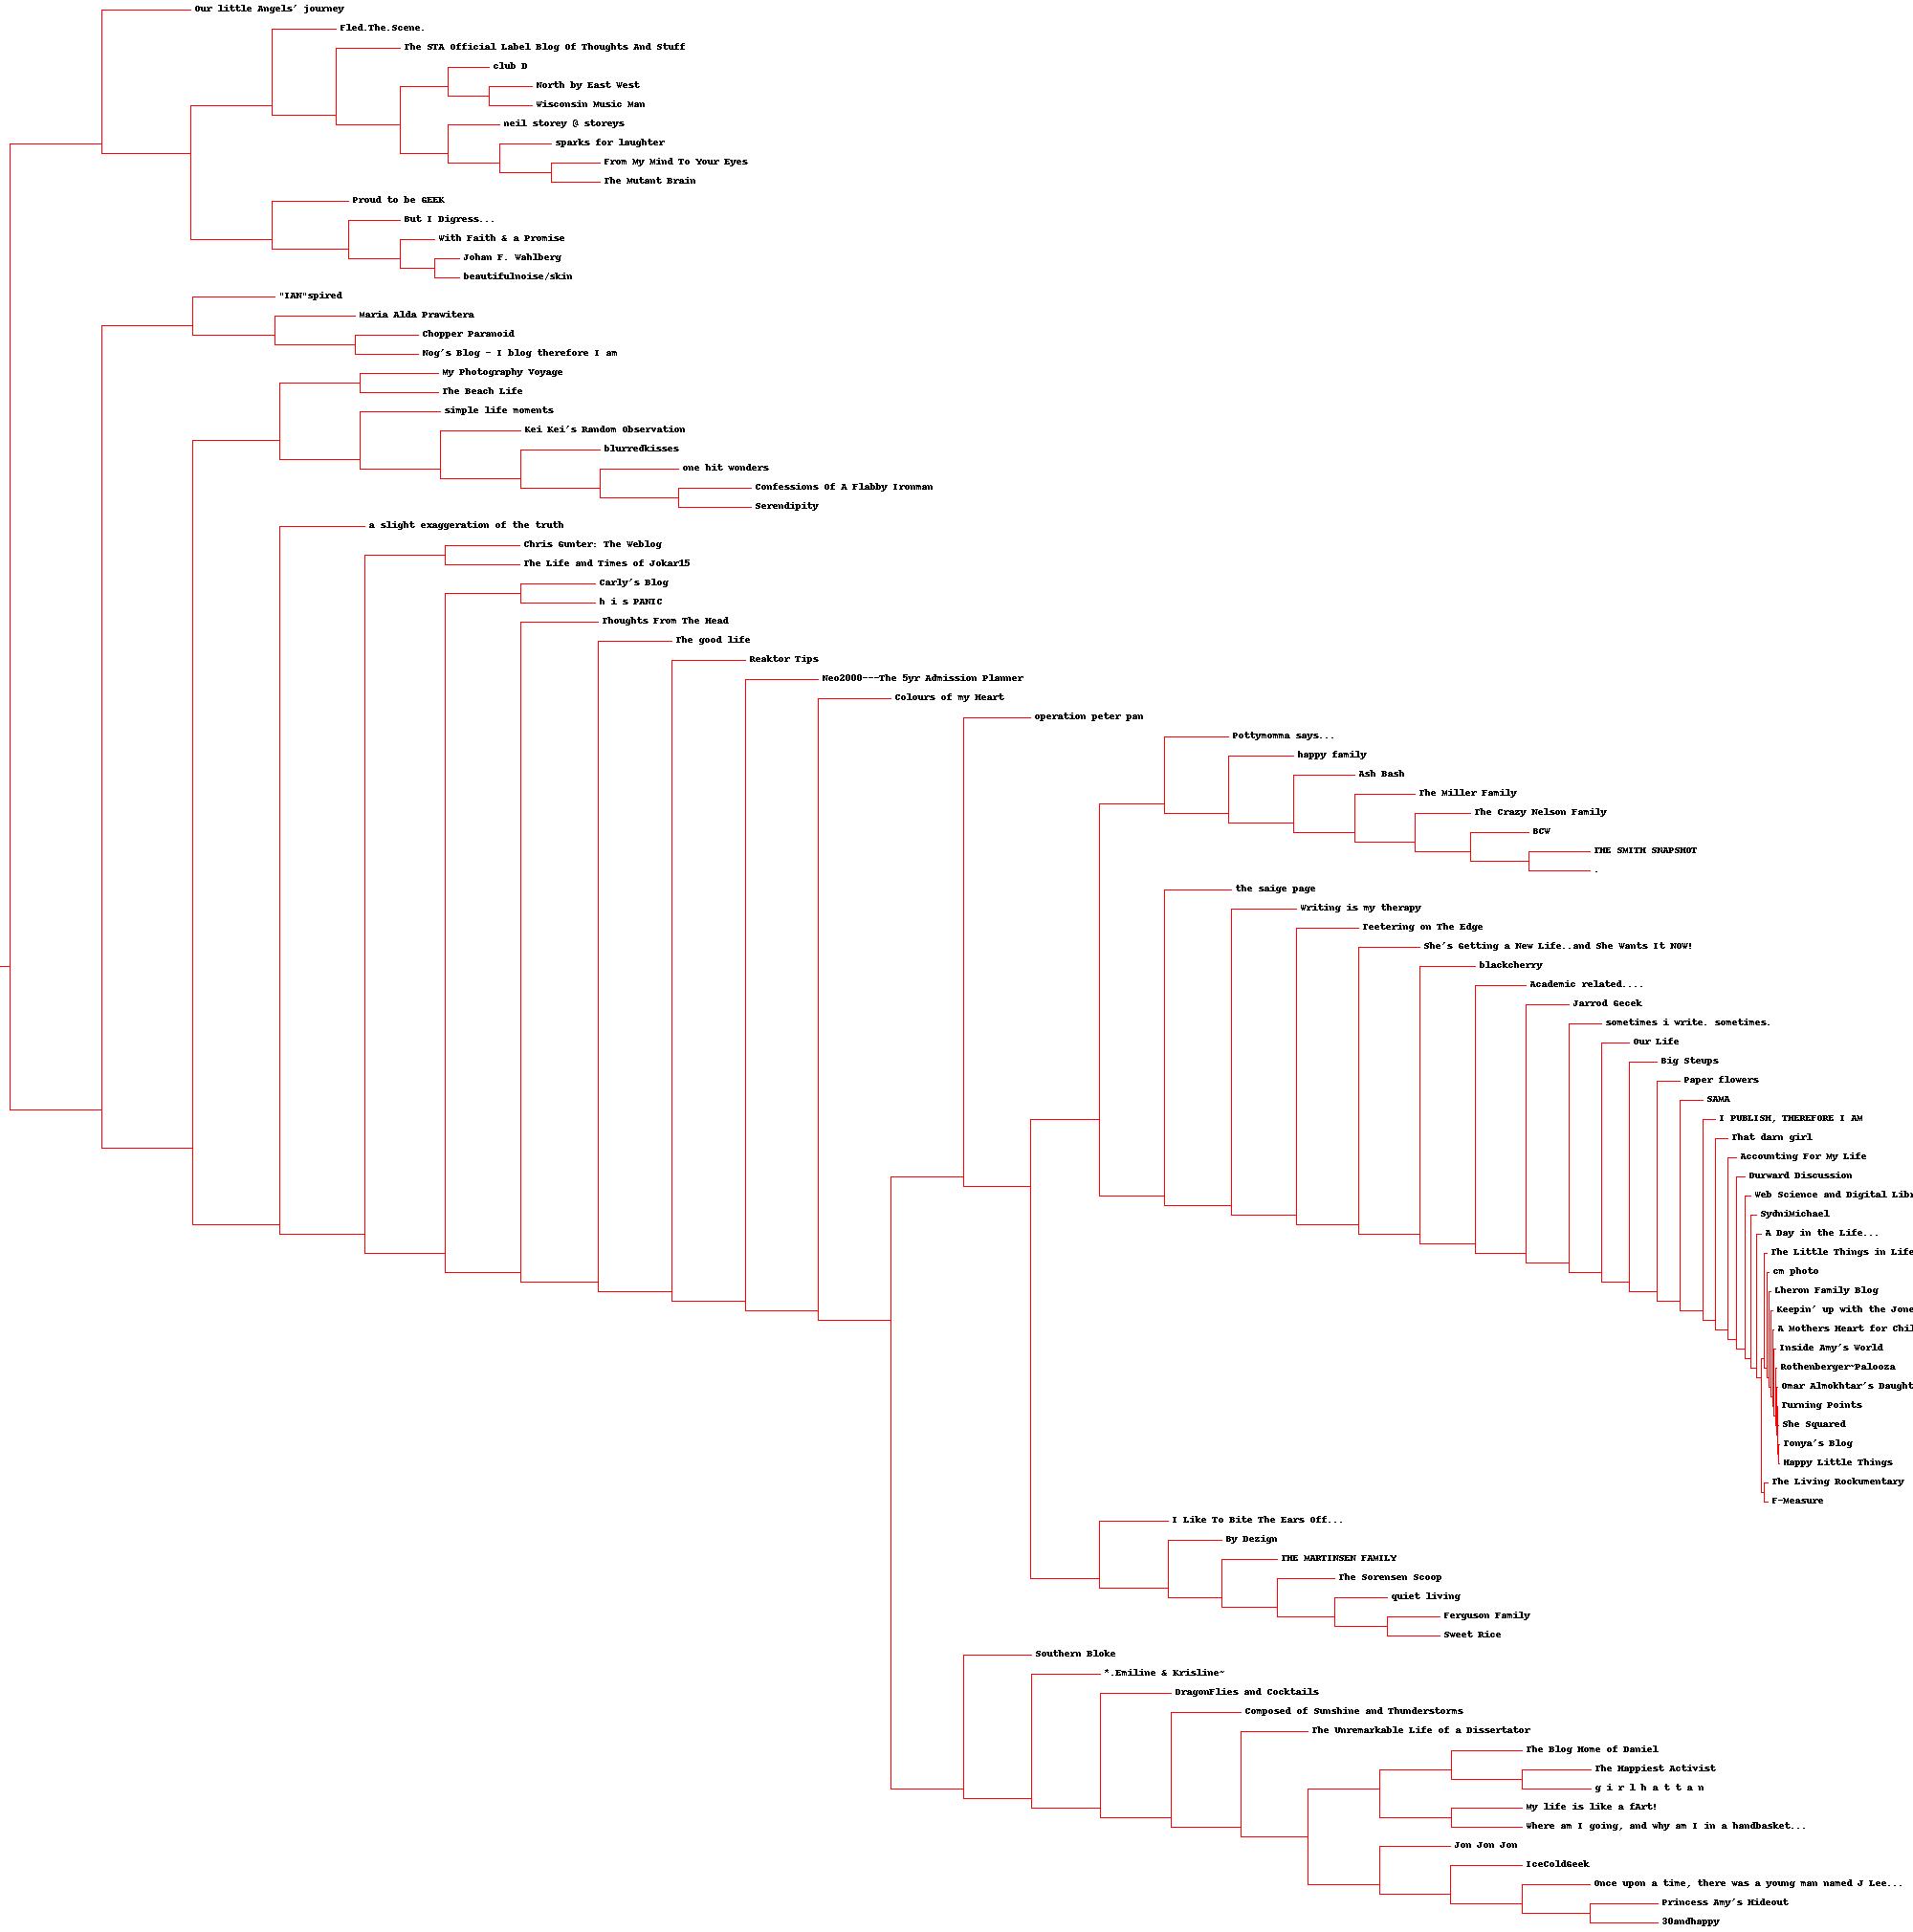 Our little Angels' journey
Fled.The.Scene.
The STA Official Label Blog Of Thoughts And Stuff
club D
North by East West
Wisconsin Music Man
neil storey @ storeys
sparks for laughter
From My Mind To Your Eyes
The Mutant Brain
Proud to be GEEK
But I Digress...
With Faith & a Promise
Johan F. Wahlberg
beautifulnoise/skin
"IAN"spired
Maria Alda Prawitera
Chopper Paranoid
Nog's Blog - I blog therefore I am
My Photography Voyage
The Beach Life
simple life moments
Kei Kei's Random Observation
blurredkisses
one hit wonders
Confessions Of A Flabby Ironman
Serendipity
a slight exaggeration of the truth
Chris Gunter: The Weblog
The Life and Times of Jokar15
Carly's Blog
h i s PANIC
Thoughts From The Head
The good life
Reaktor Tips
Neo2000---The 5yr Admission Planner
Colours of my Heart
operation peter pan
Pottymomma says...
happy family
Ash Bash
The Miller Family
The Crazy Nelson Family
BCW
THE SMITH SNAPSHOT
.
the saige page
Writing is my therapy
Teetering on The Edge
She's Getting a New Life..and She Wants It NOW!
blackcherry
Academic related....
Jarrod Gecek
sometimes i write. sometimes.
Our Life
Big Steups
Paper flowers
SAMA
I PUBLISH, THEREFORE I AM
That darn girl
Accounting For My Life
Durward Discussion
Web Science and Digital Libr
SydniMichael
A Day in the Life...
The Little Things in Life
cm photo
Lheron Family Blog
Keepin' up with the Jone
A Mothers Heart for Chil
Inside Amy's World
Rothenberger~Palooza
Omar Almokhtar's Daught
Turning Points
She Squared
Tonya's Blog
Happy Little Things
The Living Rockumentary
F-Measure
I Like To Bite The Ears Off...
By Dezign
THE MARTINSEN FAMILY
The Sorensen Scoop
quiet living
Ferguson Family
Sweet Rice
Southern Bloke
*.Emiline & Krisline~
DragonFlies and Cocktails
Composed of Sunshine and Thunderstorms
The Unremarkable Life of a Dissertator
The Blog Home of Daniel
The Happiest Activist
g i r l h a t t a n
My life is like a fArt!
Where am I going, and why am I in a handbasket...
Jon Jon Jon
IceColdGeek
Once upon a time, there was a young man named J Lee...
Princess Amy's Hideout
30andhappy